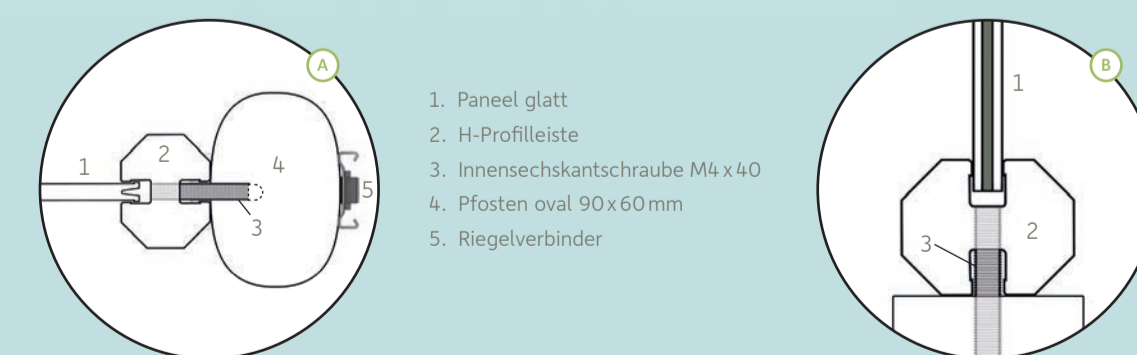 A
1
2
4
5
3
1. Paneel glatt
2. H-Profilleiste
3. Innensechskantschraube M4 x 40
4. Pfosten oval 90 x 60 mm
5. Riegelverbinder
B
1
3
2